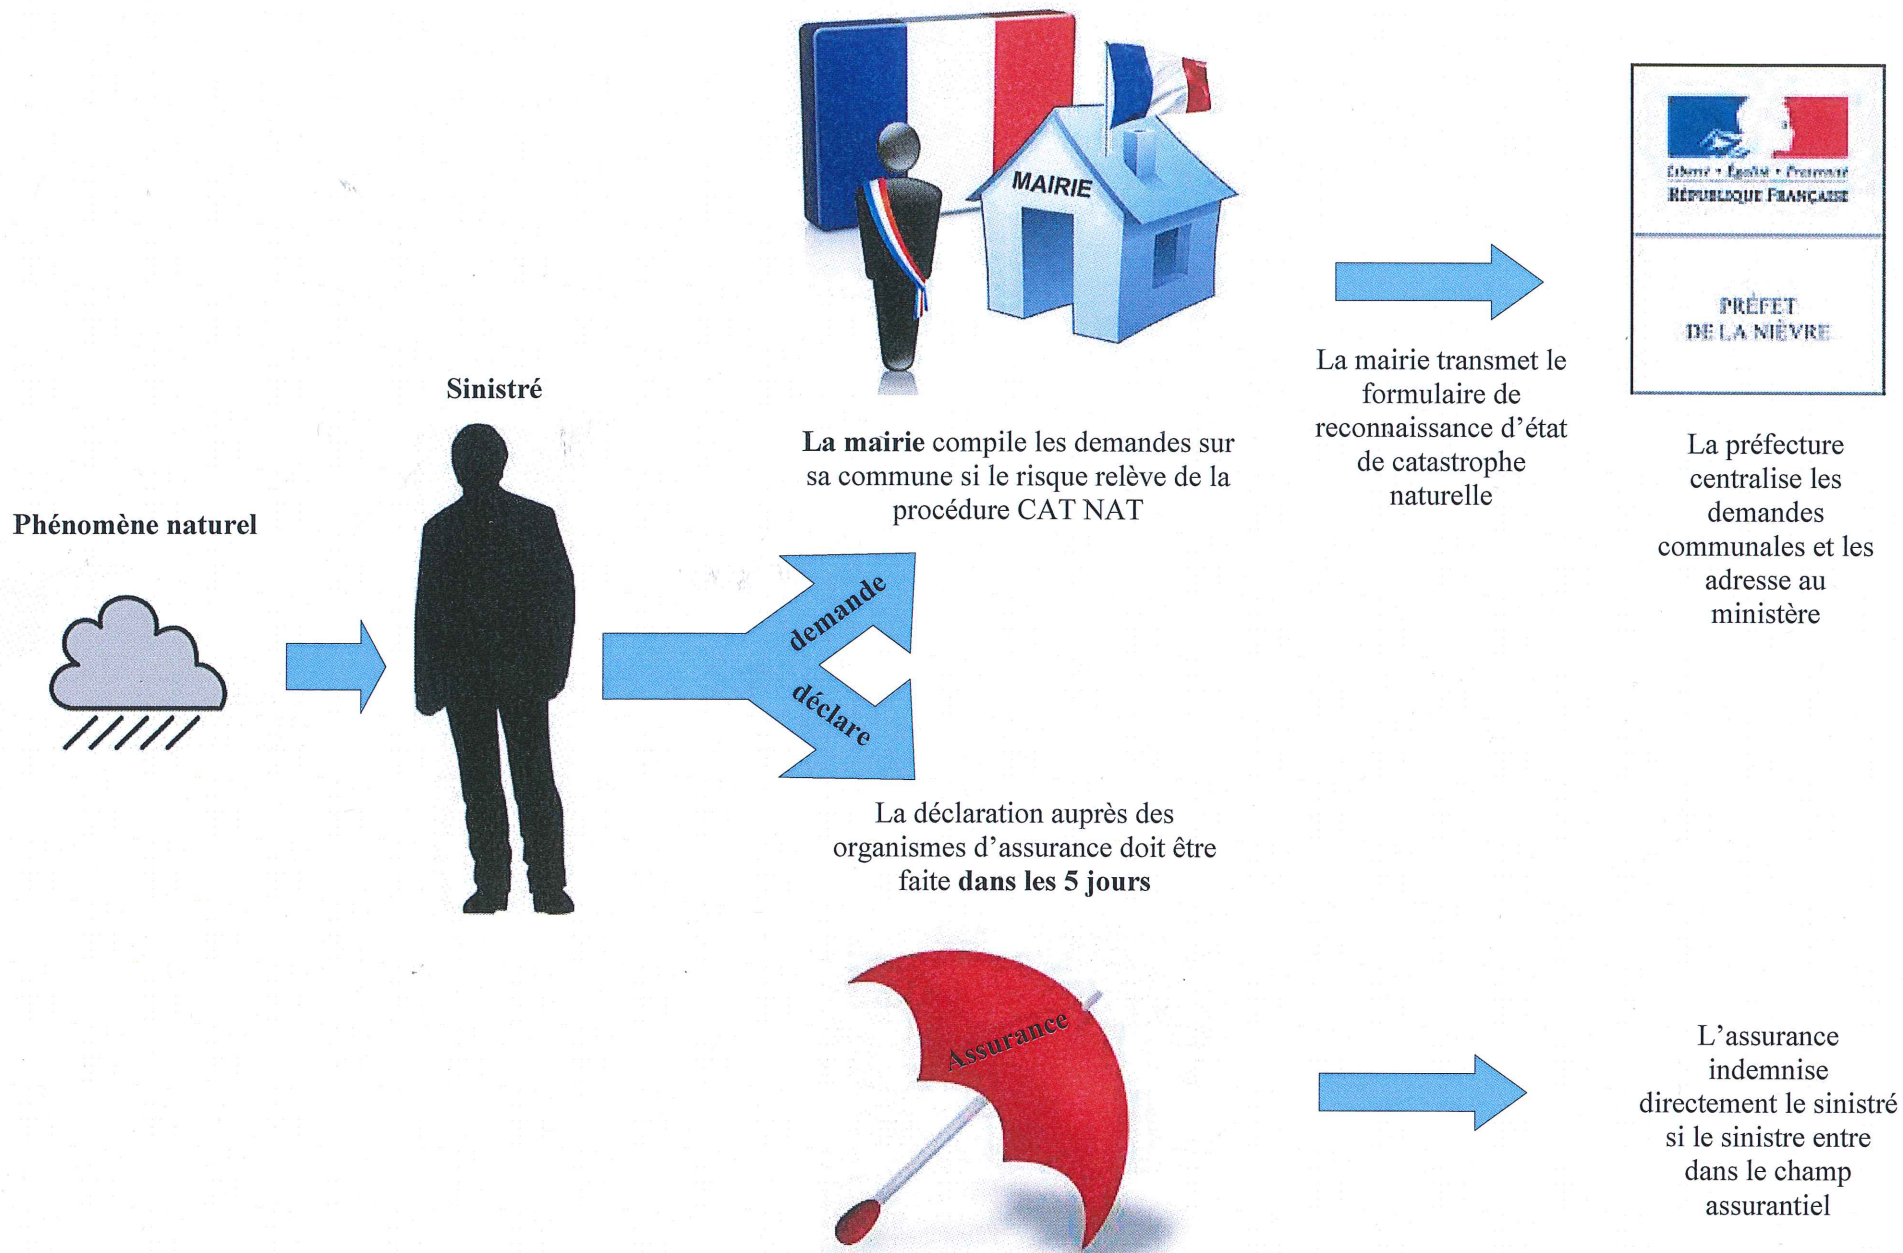 Phénomène naturel
Sinistré
MAIRIE
La mairie compile les demandes sur
sa commune si le risque relève de la
procédure CAT NAT
demande
déclare
La déclaration auprès des
organismes d’assurance doit être
faite dans les 5 jours
Assurance
La mairie transmet le
formulaire de
reconnaissance d’état
de catastrophe
naturelle
Liberté • Égalité • Fraternité
RÉPUBLIQUE FRANÇAISE
PRÉFET
DE LA NIÈVRE
La préfecture
centralise les
demandes
communales et les
adresse au
ministère
L’assurance
indemnise
directement le sinistré
si le sinistre entre
dans le champ
assurantiel